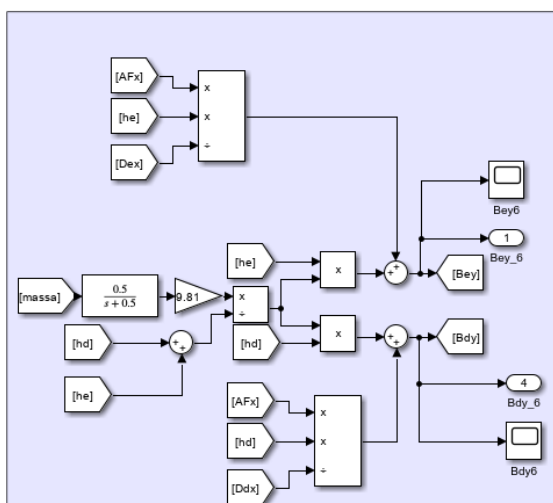 [AFx]
x
[he]
x
[Dex]
÷
Bey6
1
Bey_6
[he]
x
+
+
[Bey]
[massa]
0.5
s + 0.5
9.81
x
÷
[hd]
+
+
[hd]
x
+
+
[Bdy]
[he]
4
Bdy_6
[AFx]
x
[hd]
x
[Ddx]
÷
Bdy6